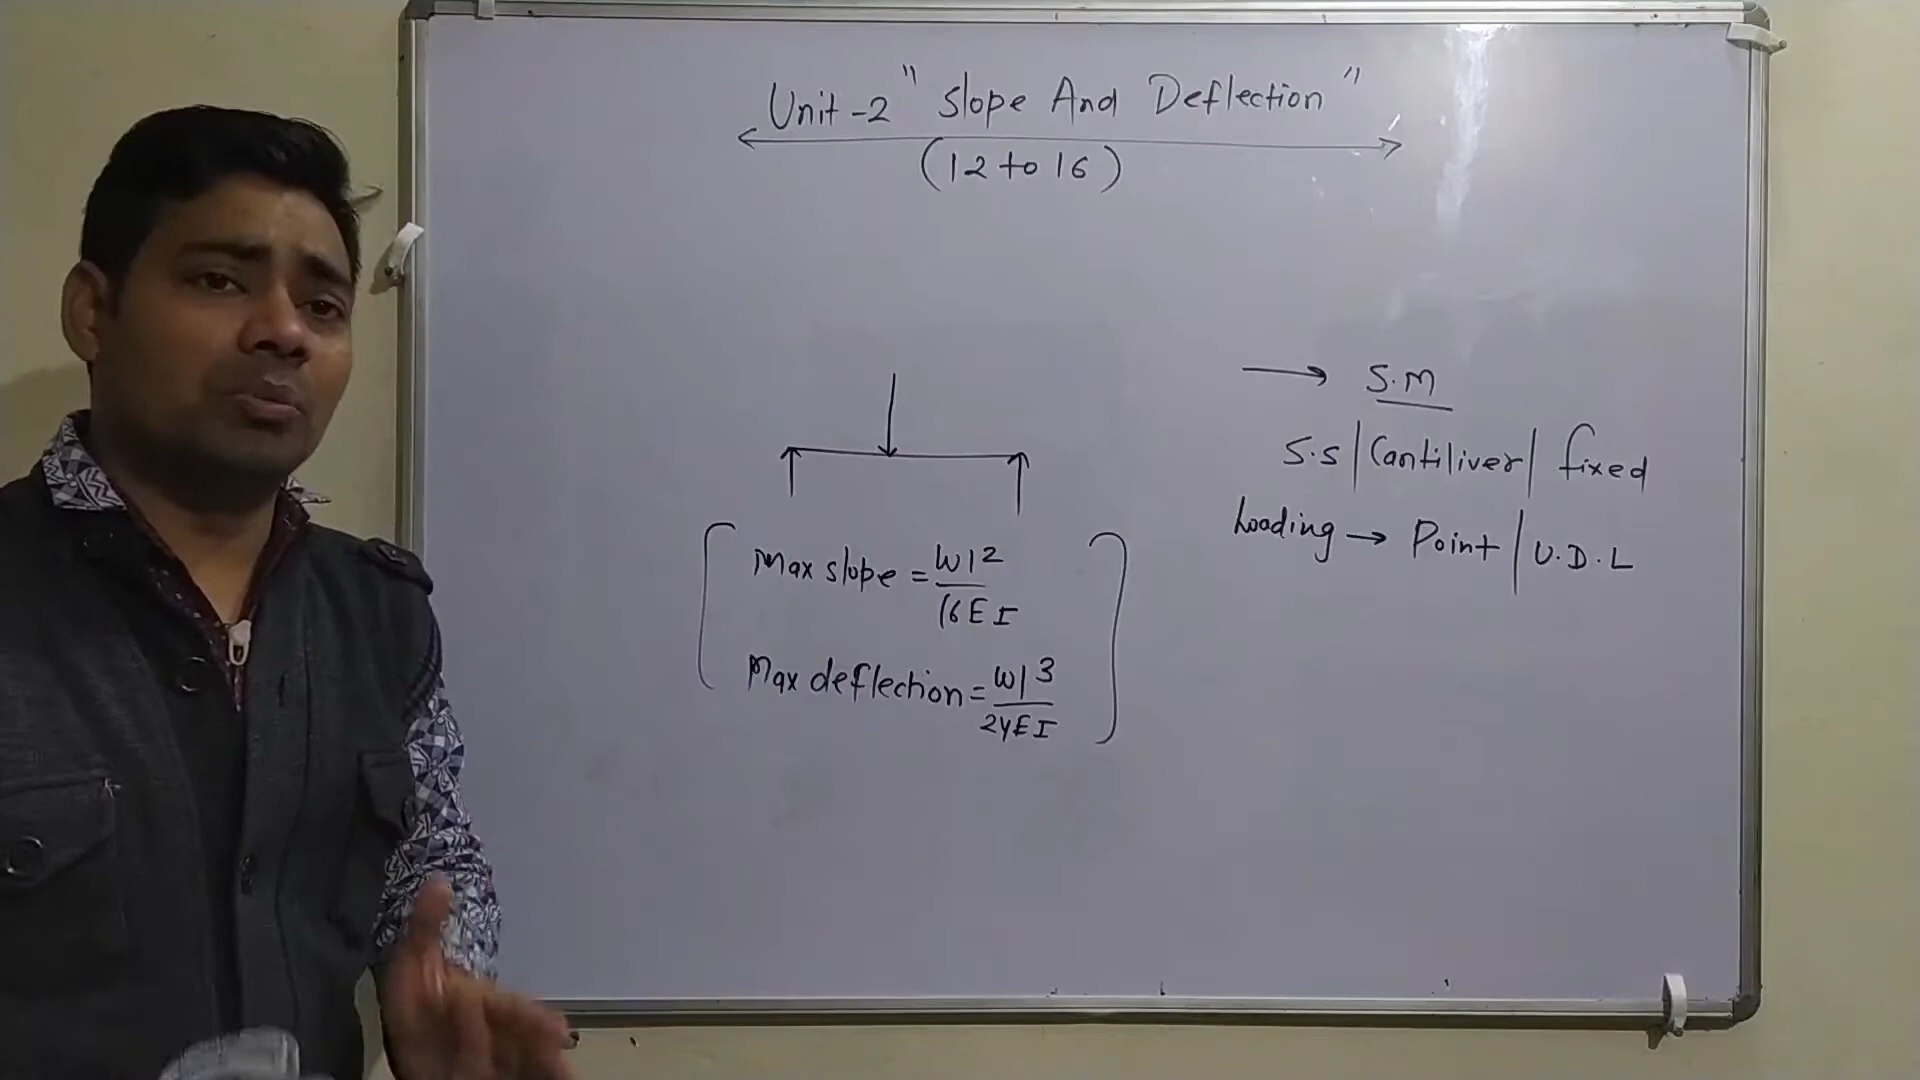 Unit-2 "Slope And Deflection"
(12 to 16)
Max slope = Wl²/16EI
Max deflection = Wl³/24EI
→ S.M
S.S | Cantiliver | fixed
Loading → Point | U.D.L